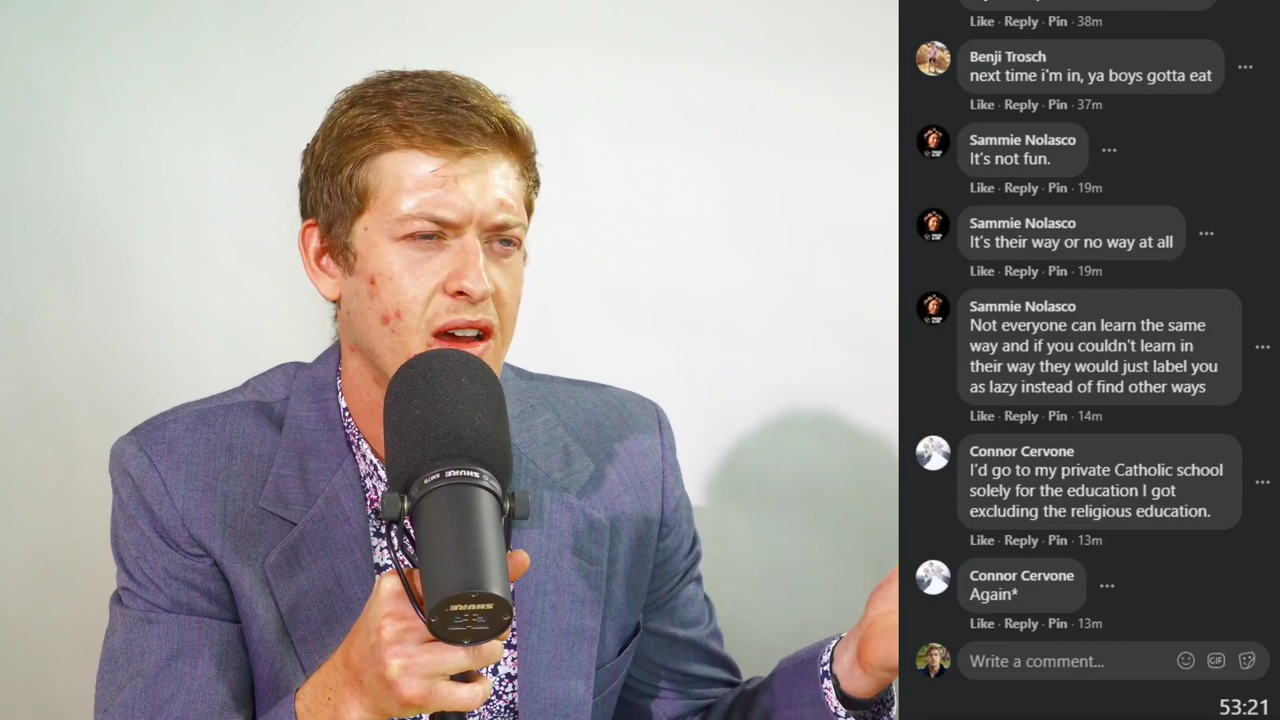 Like · Reply · Pin · 38m
Benji Trosch
next time i'm in, ya boys gotta eat
Like · Reply · Pin · 37m
Sammie Nolasco
It's not fun.
Like · Reply · Pin · 19m
Sammie Nolasco
It's their way or no way at all
Like · Reply · Pin · 19m
Sammie Nolasco
Not everyone can learn the same
way and if you couldn't learn in
their way they would just label you
as lazy instead of find other ways
Like · Reply · Pin · 14m
Connor Cervone
I'd go to my private Catholic school
solely for the education I got
excluding the religious education.
Like · Reply · Pin · 13m
Connor Cervone
Again*
Like · Reply · Pin · 13m
Write a comment...
GIF
53:21
SHURE
SM7B
SHURE